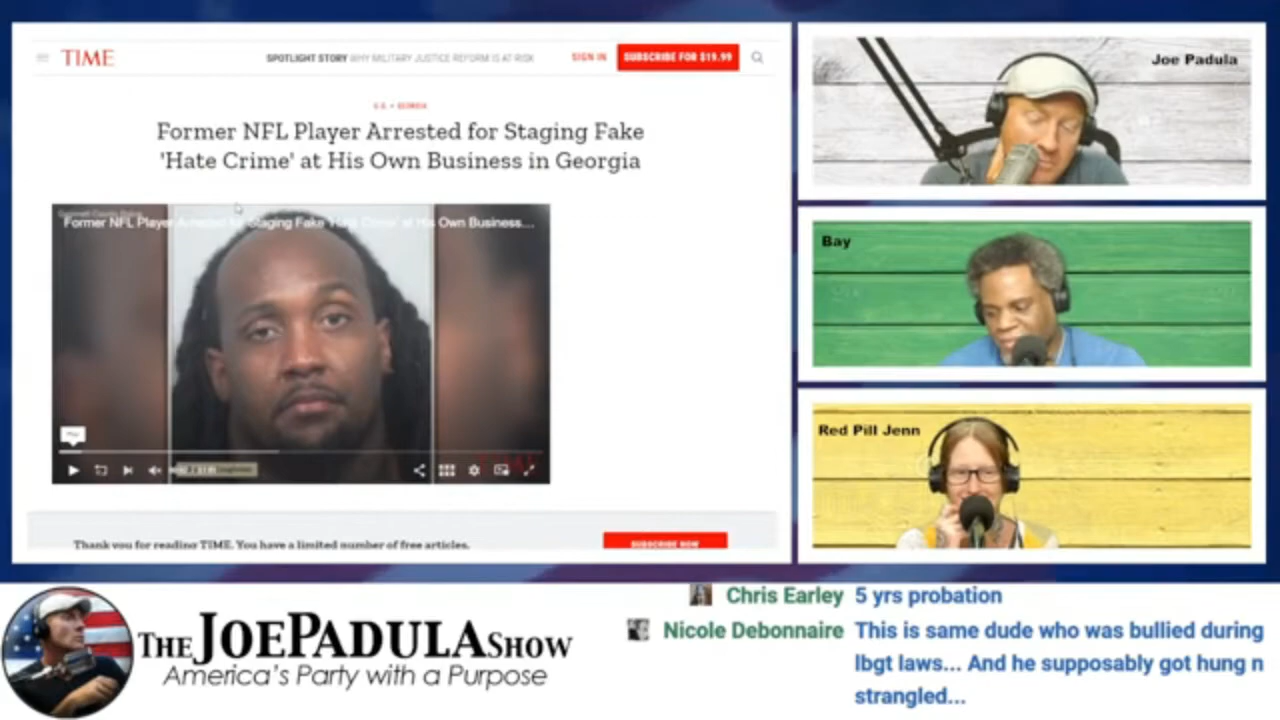 TIME
SPOTLIGHT STORY WHY MILITARY JUSTICE REFORM IS AT RISK
SIGN IN
SUBSCRIBE FOR $19.99
U.S. • GEORGIA
Former NFL Player Arrested for Staging Fake
'Hate Crime' at His Own Business in Georgia
Former NFL Player Arrested for Staging Fake 'Hate Crime' at His Own Business...
Play
TIME
Thank you for reading TIME. You have a limited number of free articles.
SUBSCRIBE NOW
Joe Padula
Bay
Red Pill Jenn
THE JOEPADULA SHOW
America's Party with a Purpose
Chris Earley 5 yrs probation
Nicole Debonnaire This is same dude who was bullied during
lbgt laws... And he supposably got hung n
strangled...